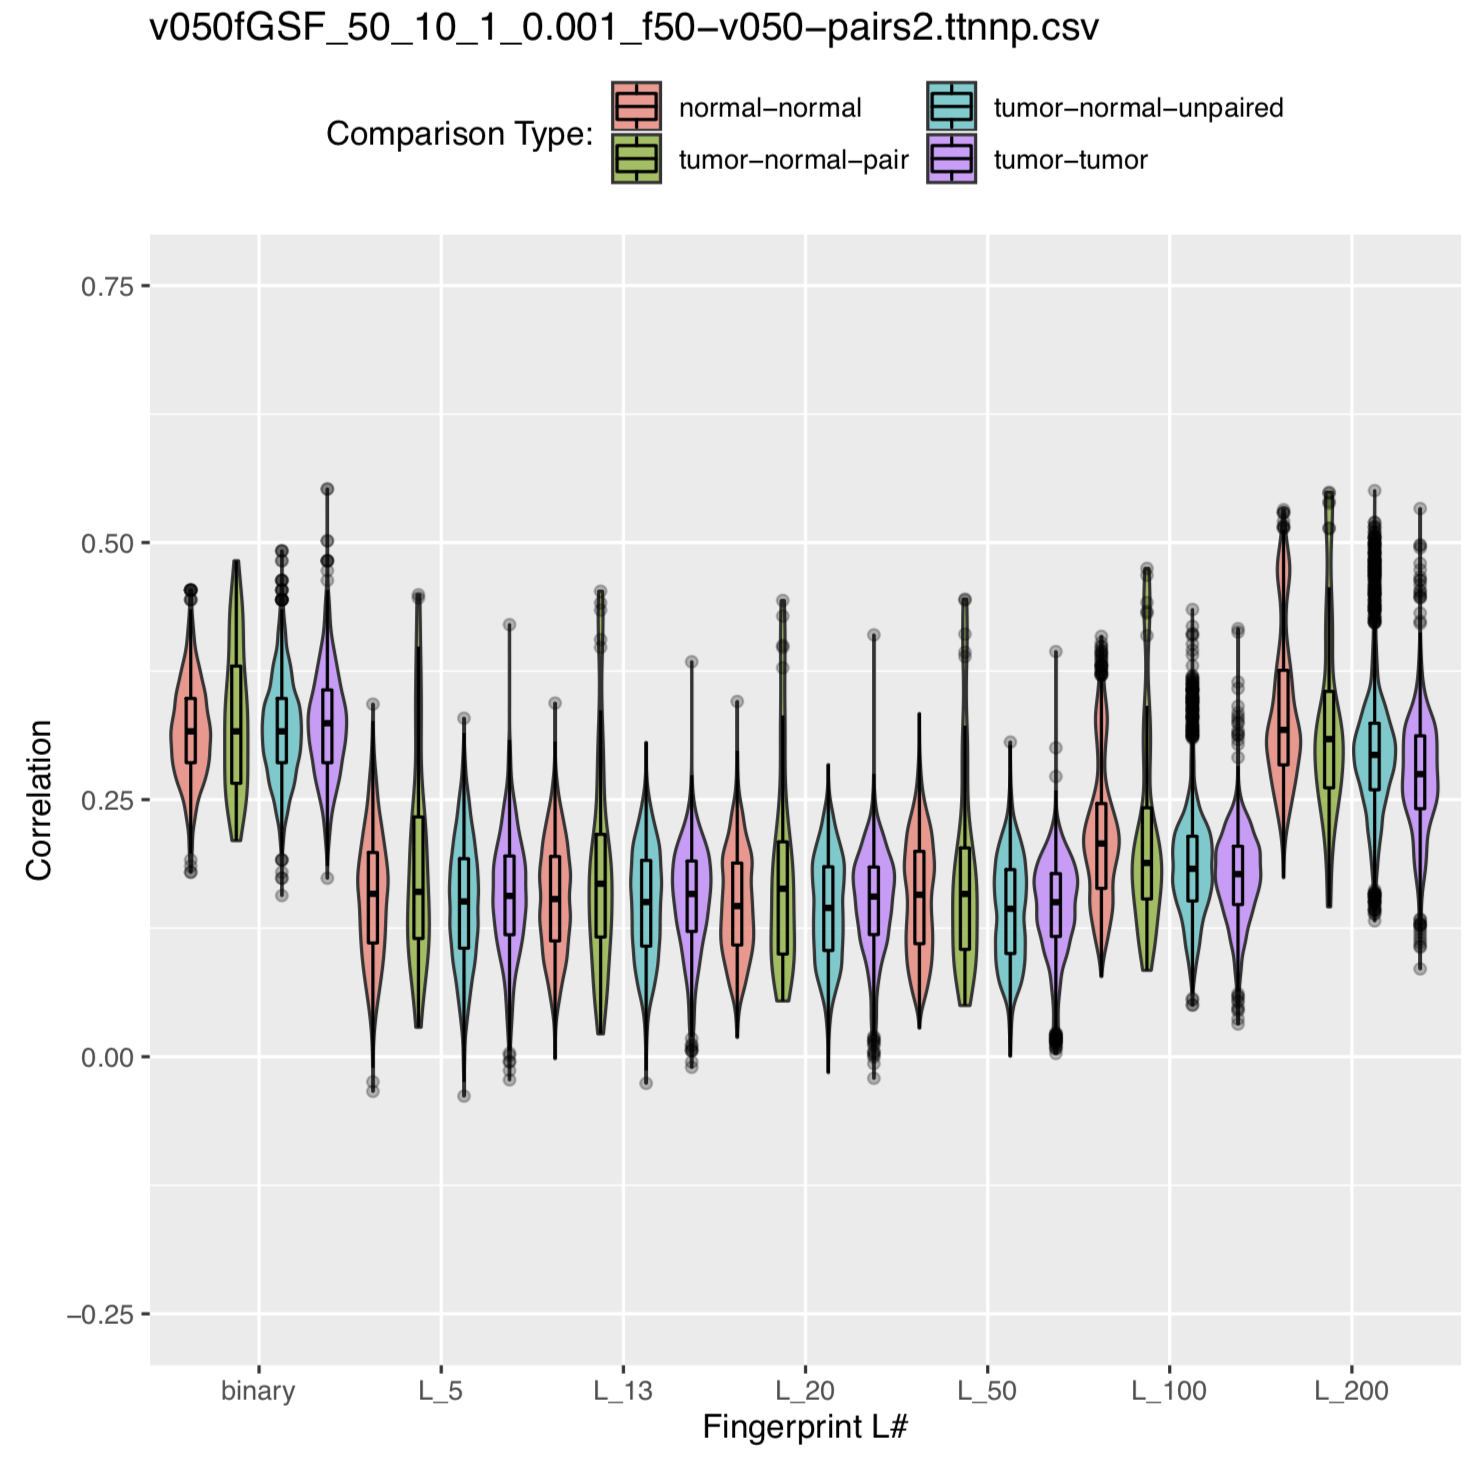 v050fGSF_50_10_1_0.001_f50−v050−pairs2.ttnnp.csv
Comparison Type:
normal−normal
tumor−normal−pair
tumor−normal−unpaired
tumor−tumor
Correlation
0.75
0.50
0.25
0.00
−0.25
binary L_5 L_13 L_20 L_50 L_100 L_200
Fingerprint L#